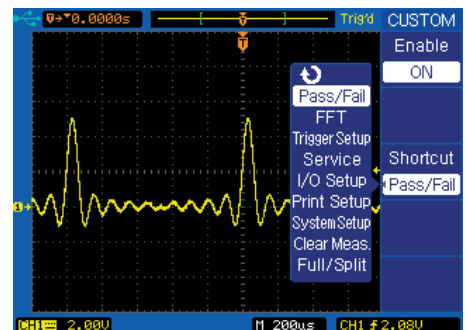 0.0000s Trig'd CUSTOM
T
Enable
ON
Pass/Fail
FFT
Trigger Setup
Service
I/O Setup
Print Setup
System Setup
Clear Meas.
Full/Split
Shortcut
Pass/Fail
1
CH1 2.00V M 200us CH1 2.08V